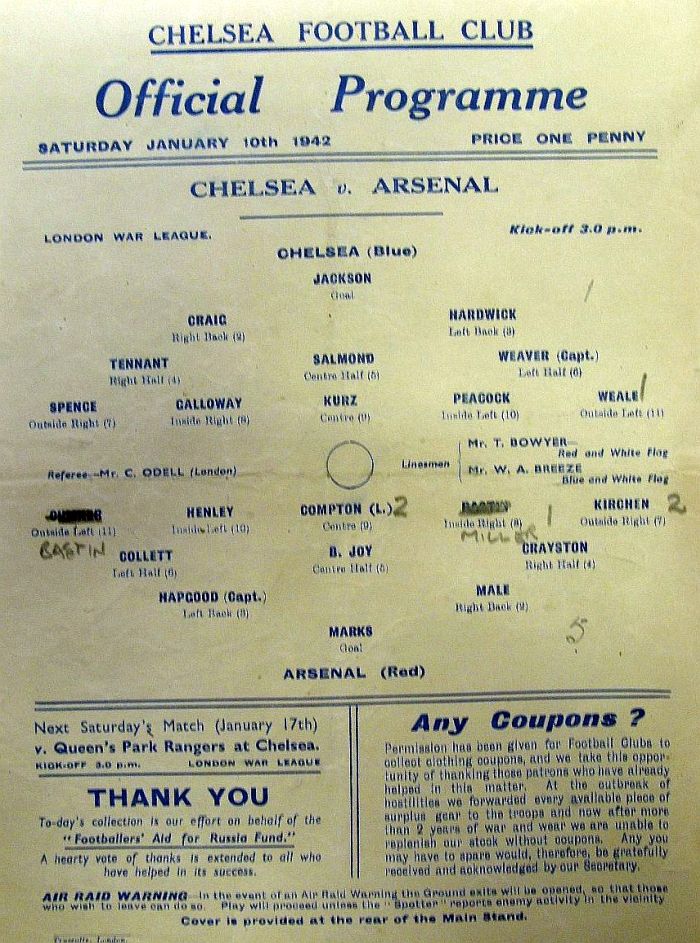 CHELSEA FOOTBALL CLUB
Official Programme
SATURDAY JANUARY 10th 1942 PRICE ONE PENNY
CHELSEA v. ARSENAL
LONDON WAR LEAGUE. Kick-off 3.0 p.m.
CHELSEA (Blue)
JACKSON
Goal
1
CRAIG HARDWICK
Right Back (2) Left Back (3)
TENNANT SALMOND WEAVER (Capt.)
Right Half (4) Centre Half (5) Left Half (6)
SPENCE GALLOWAY KURZ PEACOCK WEALE 1
Outside Right (7) Inside Right (8) Centre (9) Inside Left (10) Outside Left (11)
Referee—Mr. C. ODELL (London) Linesmen
Mr. T. BOWYER—
Red and White Flag
Mr. W. A. BREEZE
Blue and White Flag
HENLEY COMPTON (L.) 2 BASTIN 1 KIRCHEN 2
Outside Left (11) Inside Left (10) Centre (9) Inside Right (8) Outside Right (7)
BASTIN MILLER
COLLETT B. JOY CRAYSTON
Left Half (6) Centre Half (5) Right Half (4)
HAPGOOD (Capt.) MALE
Left Back (3) Right Back (2)
MARKS
Goal
5
ARSENAL (Red)
Next Saturday's Match (January 17th)
v. Queen's Park Rangers at Chelsea.
KICK-OFF 3.0 p.m. LONDON WAR LEAGUE
THANK YOU
To-day's collection is our effort on behalf of the
"Footballers' Aid for Russia Fund."
A hearty vote of thanks is extended to all who
have helped in its success.
Any Coupons ?
Permission has been given for Football Clubs to
collect clothing coupons, and we take this oppor-
tunity of thanking those patrons who have already
helped in this matter. At the outbreak of
hostilities we forwarded every available piece of
surplus gear to the troops and now after more
than 2 years of war and wear we are unable to
replenish our stock without coupons. Any you
may have to spare would, therefore, be gratefully
received and acknowledged by our Secretary.
AIR RAID WARNING—In the event of an Air Raid Warning the Ground exits will be opened, so that those
who wish to leave can do so. Play will proceed unless the "Spotter" reports enemy activity in the vicinity
Cover is provided at the rear of the Main Stand.
London.